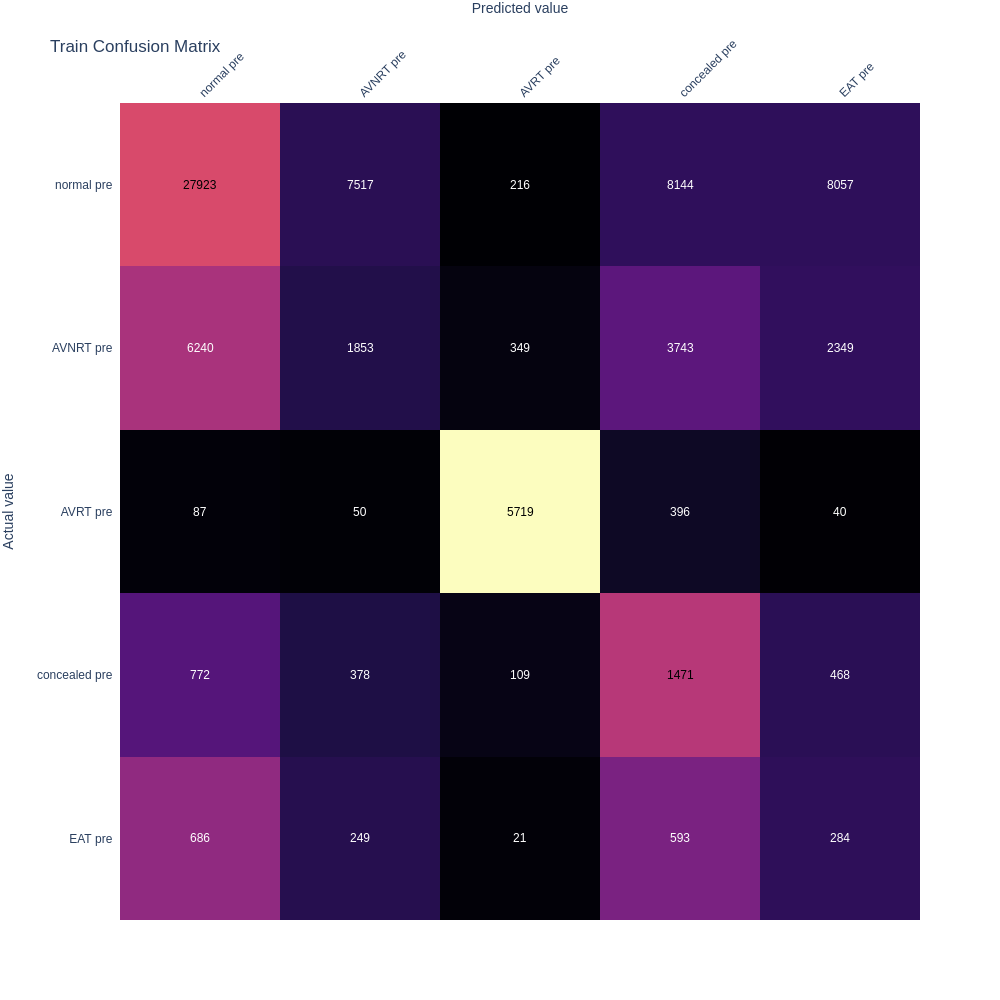 Predicted value
Train Confusion Matrix
normal pre AVNRT pre AVRT pre concealed pre EAT pre
normal pre 27923 7517 216 8144 8057
AVNRT pre 6240 1853 349 3743 2349
Actual value
AVRT pre 87 50 5719 396 40
concealed pre 772 378 109 1471 468
EAT pre 686 249 21 593 284